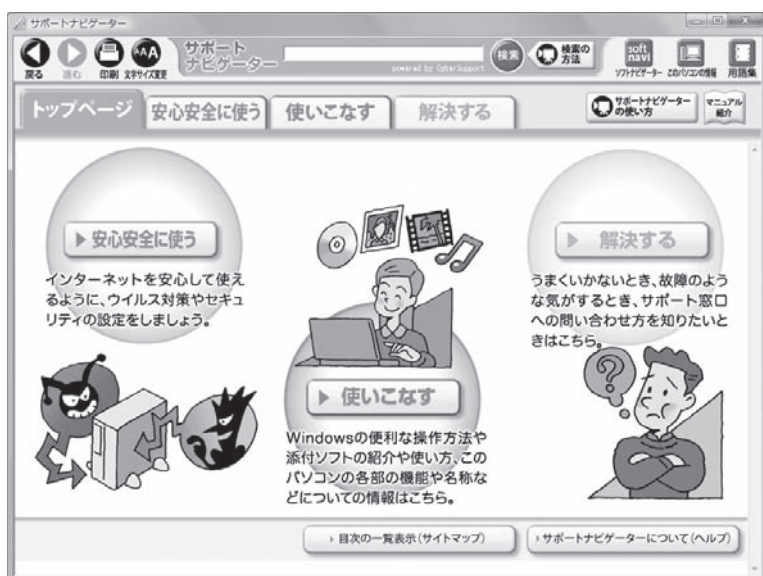 サポートナビゲーター
戻る
進む
印刷
文字サイズ変更
サポート
ナビゲーター
powered by CyberSupport
検索
検索の
方法
soft
navi
ソフトナビゲーター
このパソコンの情報
用語集
トップページ
安心安全に使う
使いこなす
解決する
サポートナビゲーター
の使い方
マニュアル
紹介
安心安全に使う
インターネットを安心して使え
るように、ウイルス対策やセキュ
リティの設定をしましょう。
使いこなす
Windowsの便利な操作方法や
添付ソフトの紹介や使い方、この
パソコンの各部の機能や名称な
どについての情報はこちら。
解決する
うまくいかないとき、故障のよう
な気がするとき、サポート窓口
への問い合わせ方を知りたいと
きはこちら。
?
目次の一覧表示(サイトマップ)
サポートナビゲーターについて(ヘルプ)